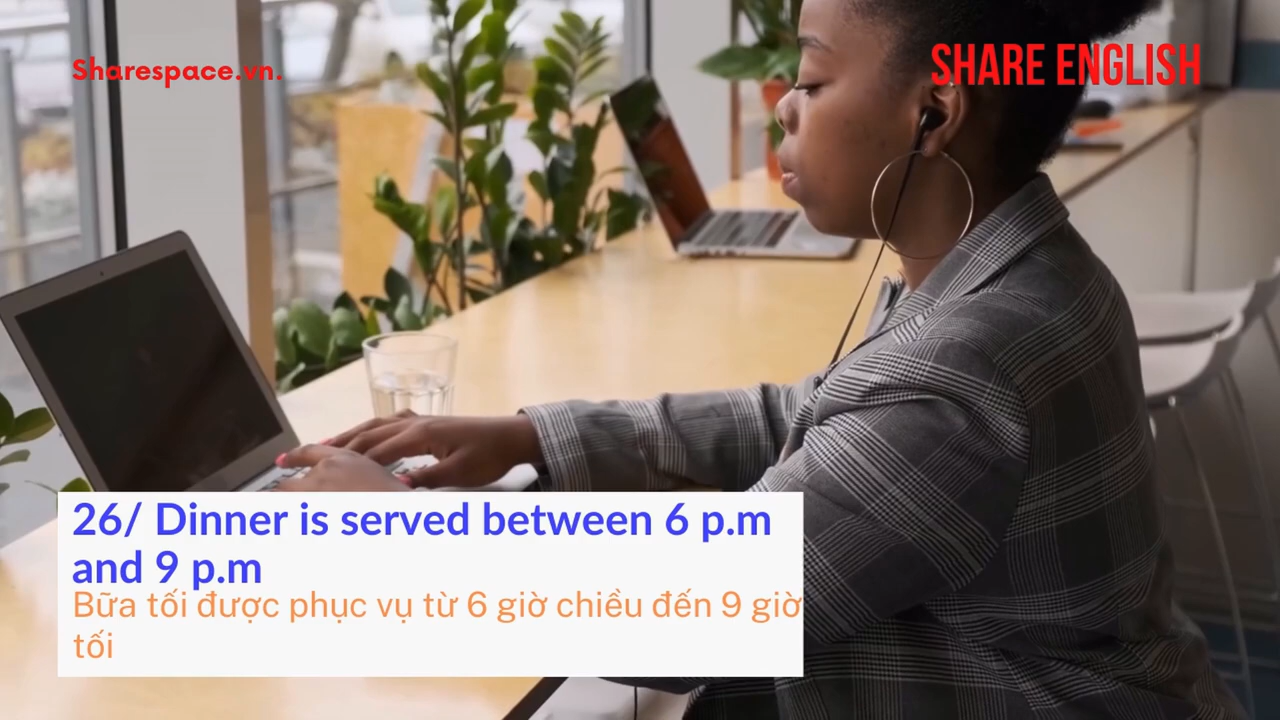 Sharespace.vn.
SHARE ENGLISH
26/ Dinner is served between 6 p.m
and 9 p.m
Bữa tối được phục vụ từ 6 giờ chiều đến 9 giờ
tối